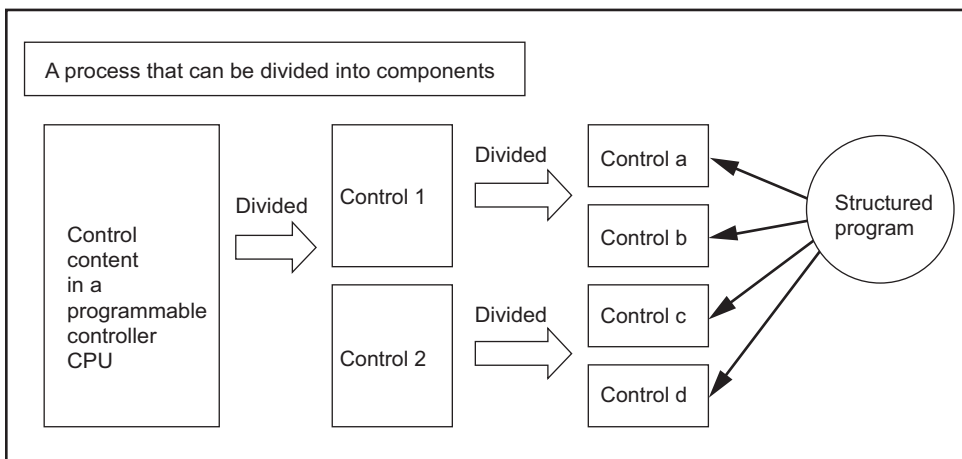 A process that can be divided into components
Control
content
in a
programmable
controller
CPU
Divided
Control 1
Control 2
Divided
Divided
Control a
Control b
Control c
Control d
Structured
program